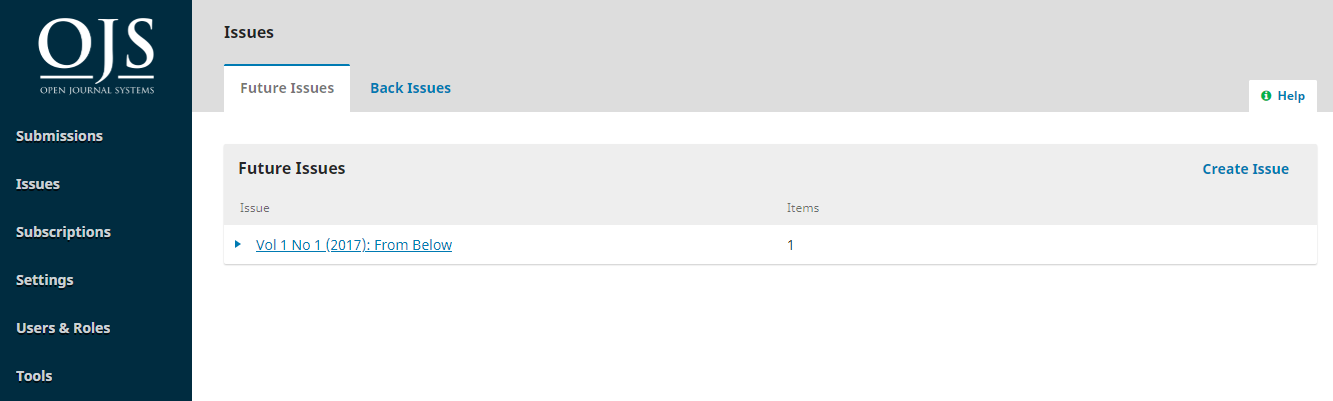 OJS
OPEN JOURNAL SYSTEMS
Submissions
Issues
Subscriptions
Settings
Users & Roles
Tools
Issues
Future Issues
Back Issues
Help
Future Issues
Create Issue
Issue
Items
Vol 1 No 1 (2017): From Below
1